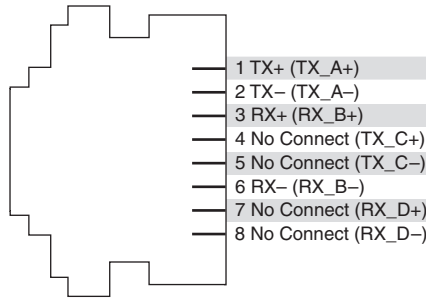 1 TX+ (TX_A+)
2 TX– (TX_A–)
3 RX+ (RX_B+)
4 No Connect (TX_C+)
5 No Connect (TX_C–)
6 RX– (RX_B–)
7 No Connect (RX_D+)
8 No Connect (RX_D–)